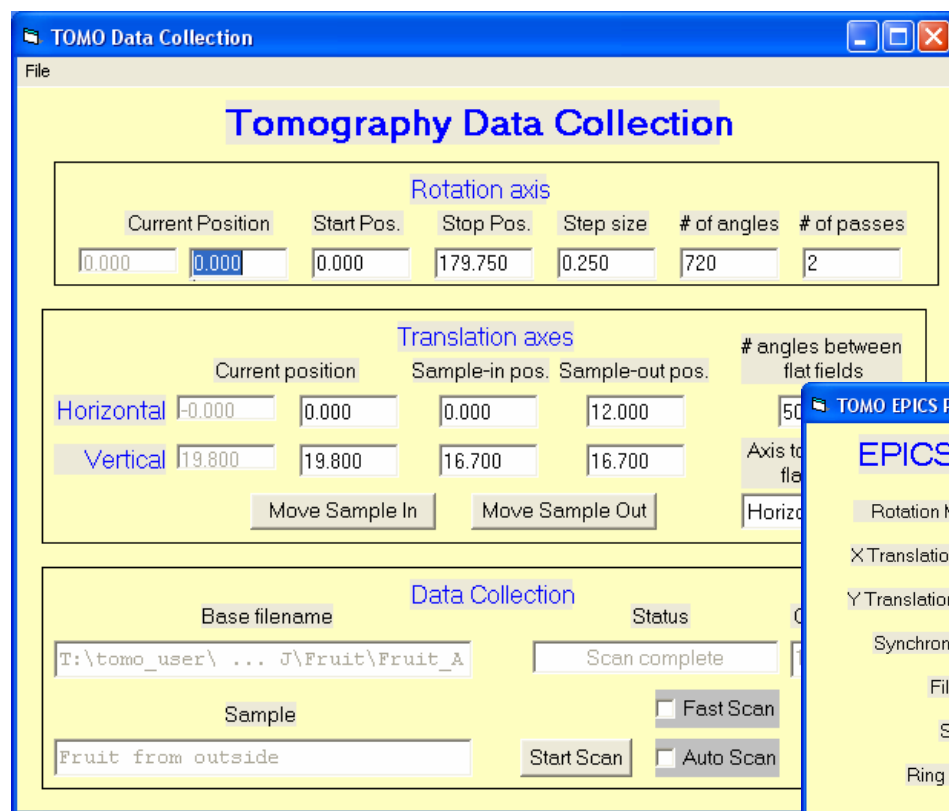 TOMO Data Collection
File
Tomography Data Collection
Rotation axis
Current Position Start Pos. Stop Pos. Step size # of angles # of passes
0.000 0.000 0.000 179.750 0.250 720 2
Translation axes
# angles between
flat fields
Current position Sample-in pos. Sample-out pos.
Horizontal -0.000 0.000 0.000 12.000
Vertical 19.800 19.800 16.700 16.700
Axis
Move Sample In Move Sample Out
Data Collection
Base filename Status
T:\tomo_user\ ... J\Fruit\Fruit_A Scan complete
Sample
Fast Scan
Fruit from outside Start Scan Auto Scan
TOMO EPICS
EPICS
Rotation
X
Y
Ring